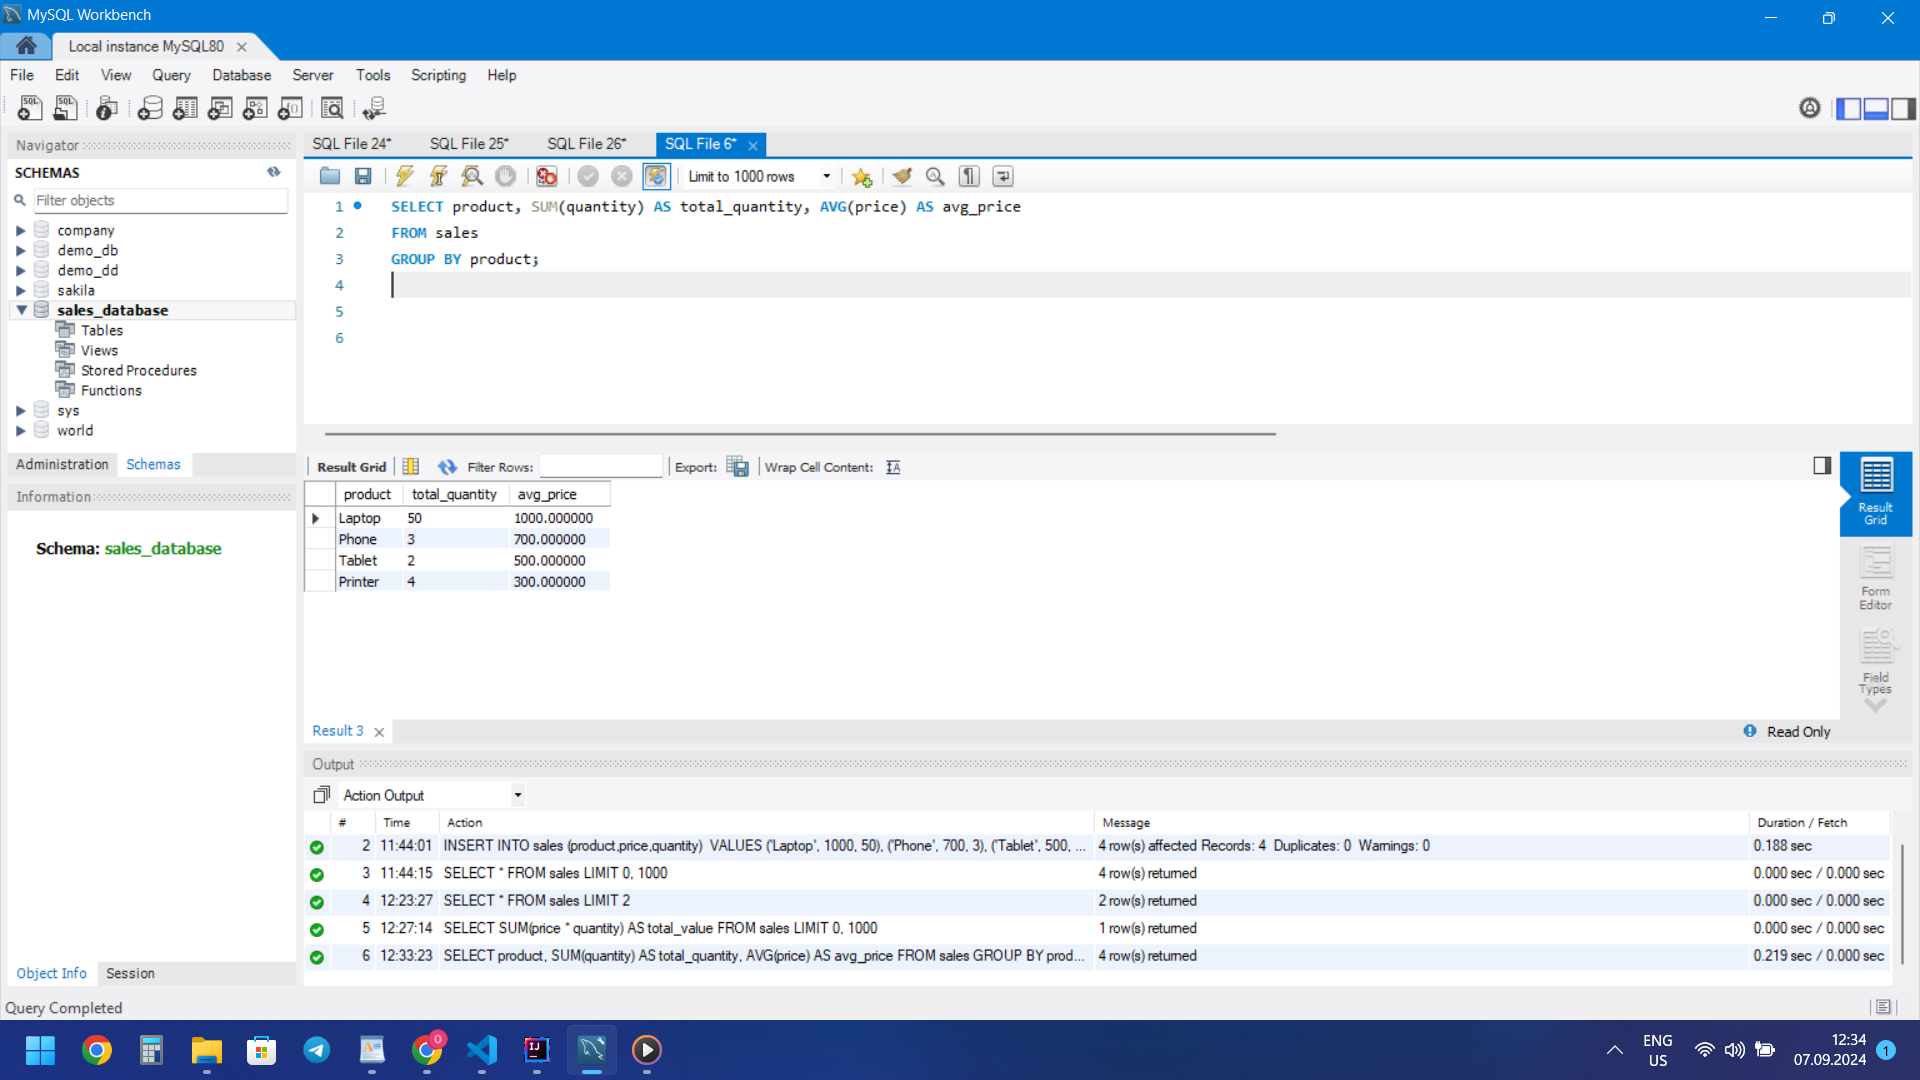 MySQL Workbench
Local instance MySQL80
File Edit View Query Database Server Tools Scripting Help
Navigator
SCHEMAS
Filter objects
company
demo_db
demo_dd
sakila
sales_database
Tables
Views
Stored Procedures
Functions
sys
world
Administration Schemas
Information
Schema: sales_database
Object Info Session
SQL File 24* SQL File 25* SQL File 26* SQL File 6*
Limit to 1000 rows
1 SELECT product, SUM(quantity) AS total_quantity, AVG(price) AS avg_price
2 FROM sales
3 GROUP BY product;
4
5
6
Result Grid Filter Rows: Export: Wrap Cell Content:
product total_quantity avg_price
Laptop 50 1000.000000
Phone 3 700.000000
Tablet 2 500.000000
Printer 4 300.000000
Result Grid
Form Editor
Field Types
Result 3
Read Only
Output
Action Output
# Time Action Message Duration / Fetch
2 11:44:01 INSERT INTO sales (product,price,quantity) VALUES ('Laptop', 1000, 50), ('Phone', 700, 3), ('Tablet', 500, ... 4 row(s) affected Records: 4 Duplicates: 0 Warnings: 0 0.188 sec
3 11:44:15 SELECT * FROM sales LIMIT 0, 1000 4 row(s) returned 0.000 sec / 0.000 sec
4 12:23:27 SELECT * FROM sales LIMIT 2 2 row(s) returned 0.000 sec / 0.000 sec
5 12:27:14 SELECT SUM(price * quantity) AS total_value FROM sales LIMIT 0, 1000 1 row(s) returned 0.000 sec / 0.000 sec
6 12:33:23 SELECT product, SUM(quantity) AS total_quantity, AVG(price) AS avg_price FROM sales GROUP BY prod... 4 row(s) returned 0.219 sec / 0.000 sec
Query Completed
0
ENG
US
12:34
07.09.2024
1